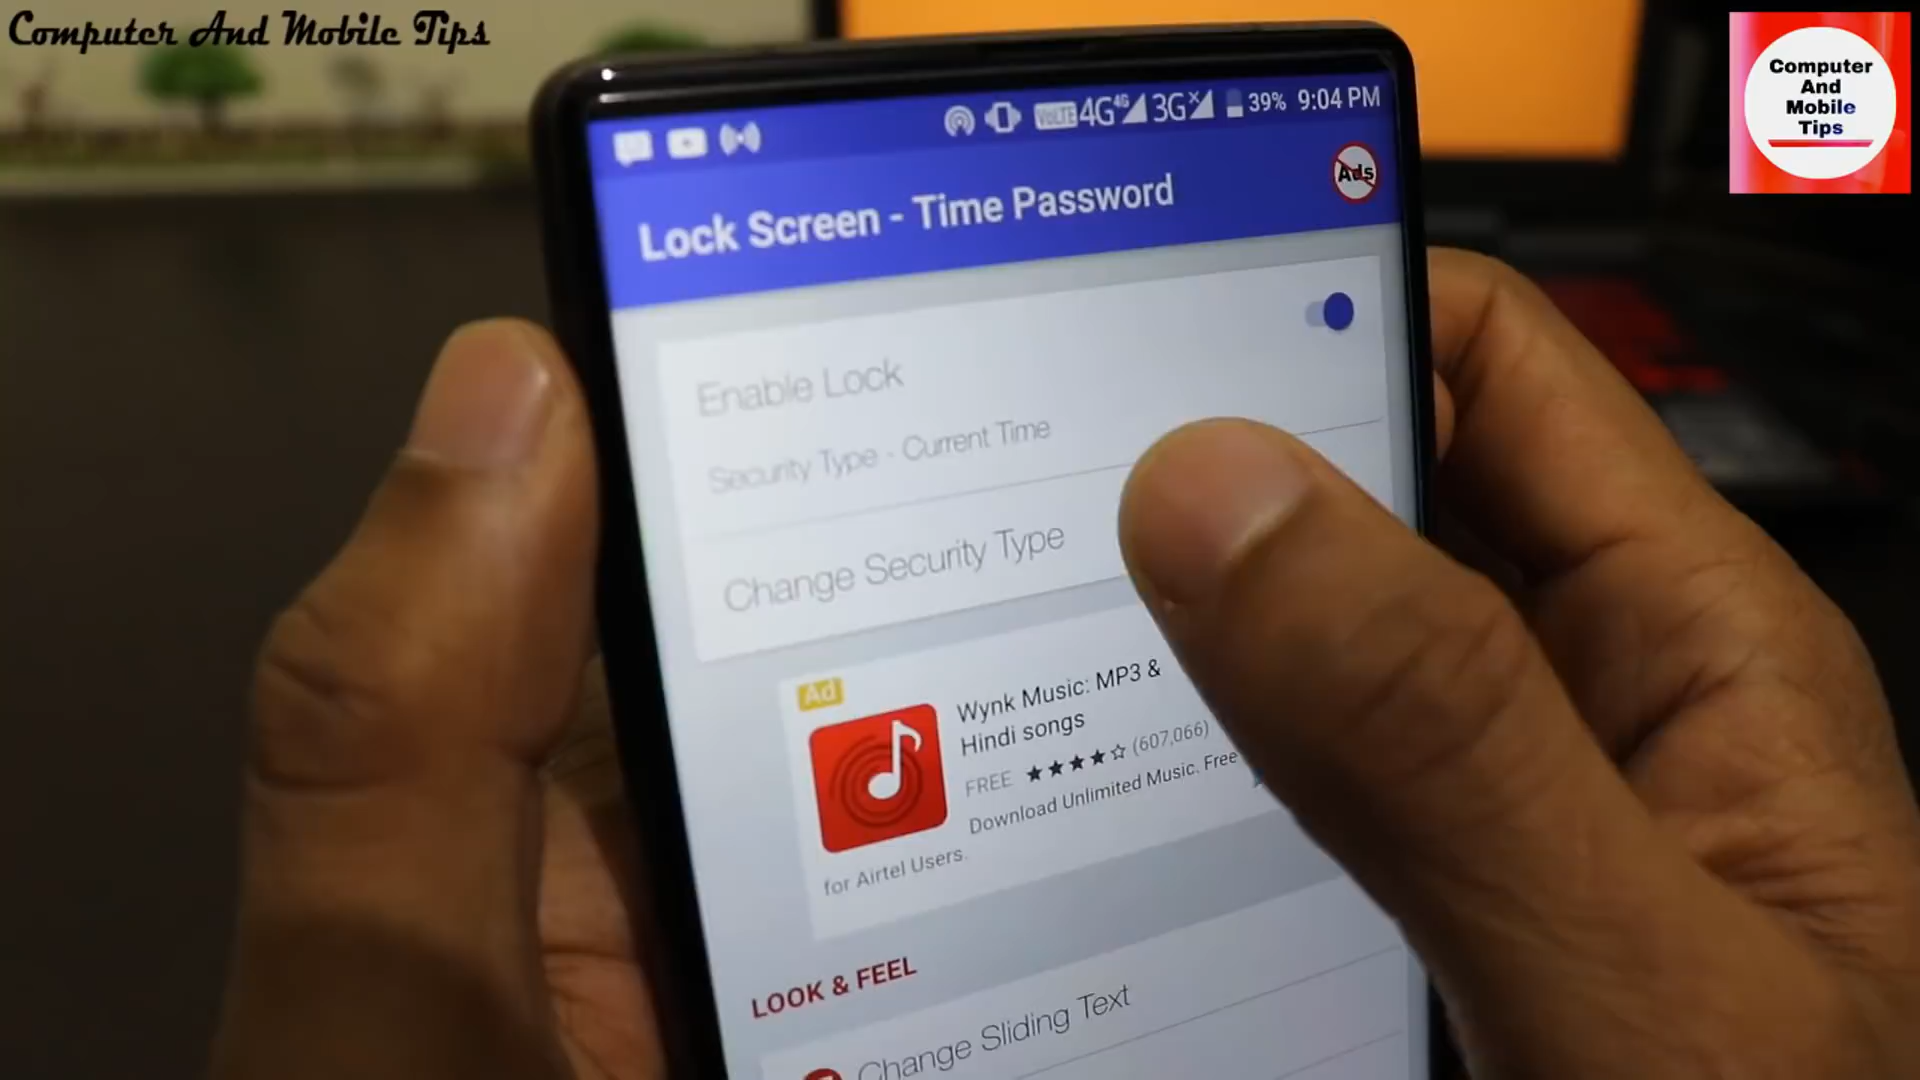 Computer And Mobile Tips
Computer
And
Mobile
Tips
VoLTE 4G 4G 3G X 39% 9:04 PM
Lock Screen - Time Password
Ads
Enable Lock
Security Type - Current Time
Change Security Type
Ad
Wynk Music: MP3 &
Hindi songs
FREE ★★★★☆ (607,066)
Download Unlimited Music. Free
for Airtel Users.
LOOK & FEEL
Change Sliding Text